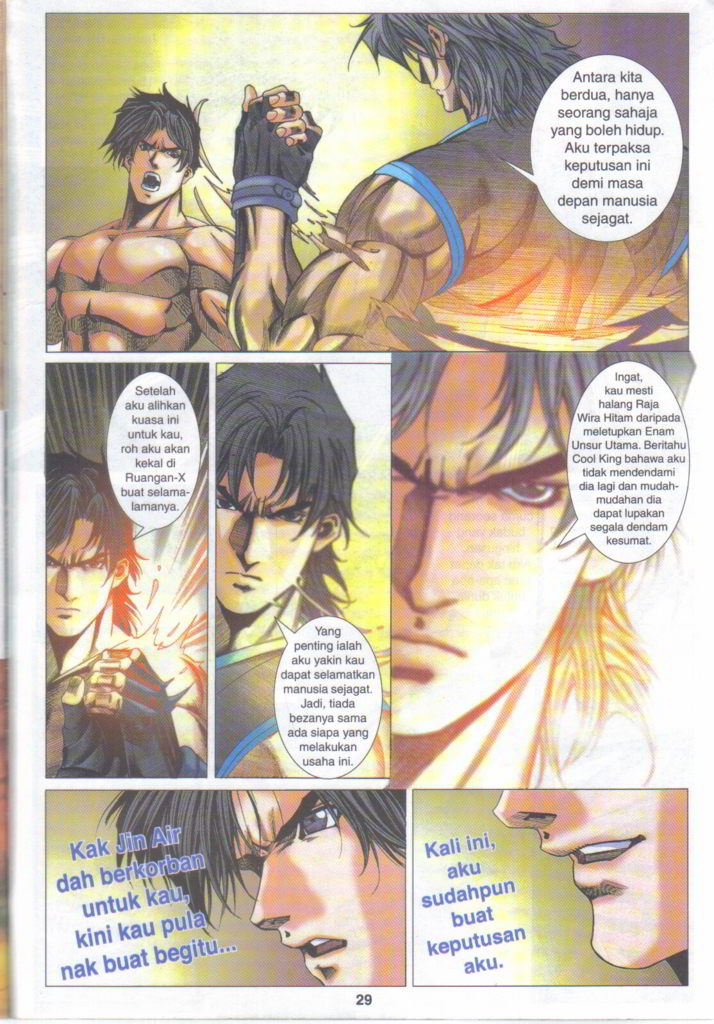 Antara kita
berdua, hanya
seorang sahaja
yang boleh hidup.
Aku terpaksa
keputusan ini
demi masa
depan manusia
sejagat.
Setelah
aku alihkan
kuasa ini
untuk kau,
roh aku akan
kekal di
Ruangan-X
buat selama-
lamanya.
Yang
penting ialah
aku yakin kau
dapat selamatkan
manusia sejagat.
Jadi, tiada
bezanya sama
ada siapa yang
melakukan
usaha ini.
Ingat,
kau mesti
halang Raja
Wira Hitam daripada
meletupkan Enam
Unsur Utama. Beritahu
Cool King bahawa aku
tidak mendendami
dia lagi dan mudah-
mudahan dia
dapat lupakan
segala dendam
kesumat.
Kak Jin Air
dah berkorban
untuk kau,
kini kau pula
nak buat begitu...
Kali ini,
aku
sudahpun
buat
keputusan
aku.
29